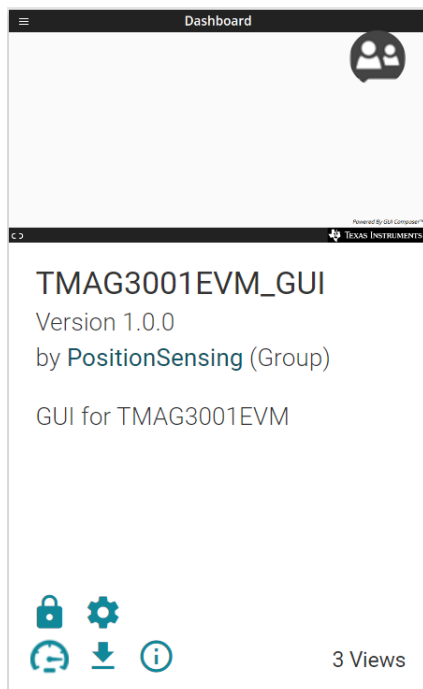 Dashboard
Powered By GUI Composer™
TEXAS INSTRUMENTS
TMAG3001EVM_GUI
Version 1.0.0
by PositionSensing (Group)
GUI for TMAG3001EVM
3 Views